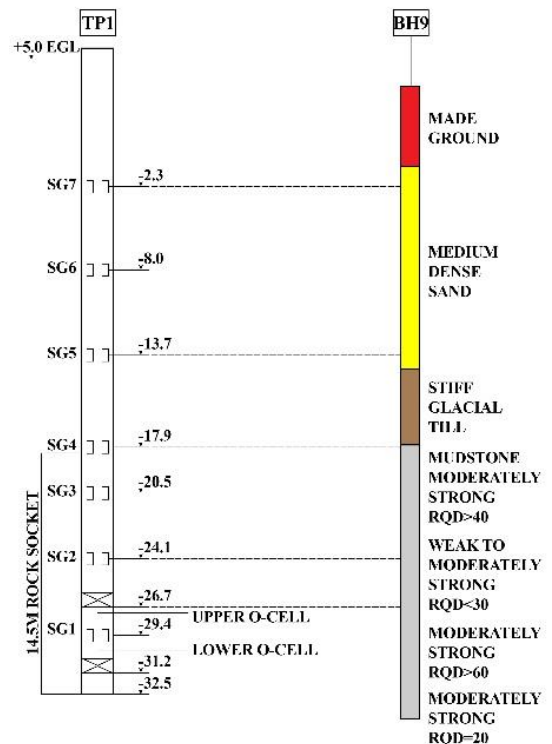 TP1
BH9
+5.0 EGL
MADE
GROUND
SG7
-2.3
SG6
-8.0
MEDIUM
DENSE
SAND
SG5
-13.7
STIFF
GLACIAL
TILL
SG4
-17.9
MUDSTONE
MODERATELY
STRONG
RQD>40
SG3
-20.5
14.5M ROCK SOCKET
SG2
-24.1
WEAK TO
MODERATELY
STRONG
RQD<30
-26.7
UPPER O-CELL
SG1
-29.4
LOWER O-CELL
-31.2
-32.5
MODERATELY
STRONG
RQD>60
MODERATELY
STRONG
RQD=20